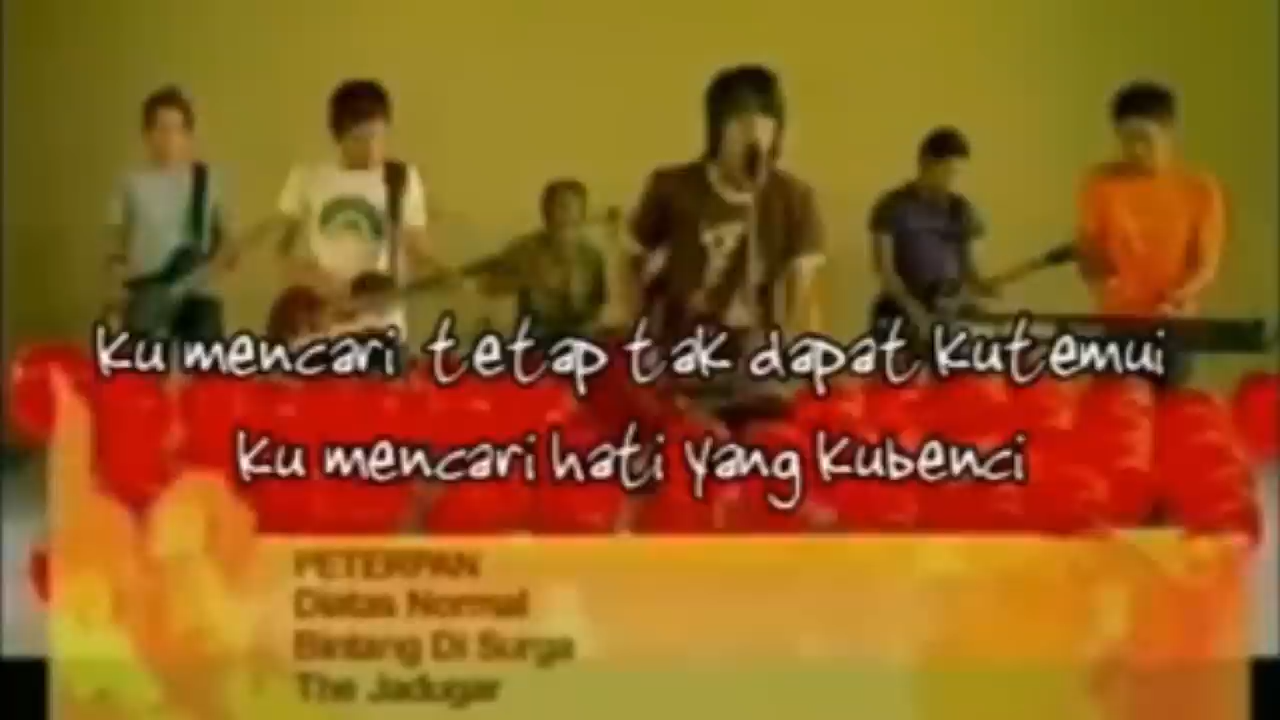 Ku mencari tetap tak dapat kutemui
Ku mencari hati yang kubenci
PETERPAN
Diatas Normal
Bintang Di Surga
The Jadugar